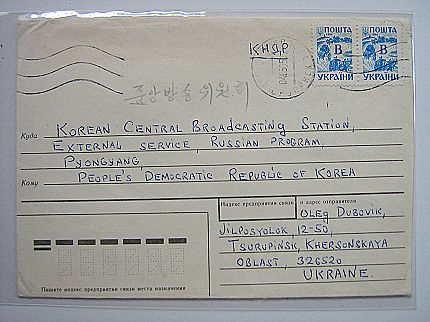 КНДР
ПОШТА
В
УКРАЇНИ
ПОШТА
В
УКРАЇНИ
중앙방송위원회
Куда KOREAN CENTRAL BROADCASTING STATION,
EXTERNAL SERVICE, RUSSIAN PROGRAM,
PYONGYANG,
Кому PEOPLE'S DEMOCRATIC REPUBLIC OF KOREA
Индекс предприятия связи и адрес отправителя
OLEG DUBOVIK,
JILPOSYOLOK 12-50,
TSURUPINSK, KHERSONSKAYA
OBLAST, 326520
UKRAINE.
Пишите индекс предприятия связи места назначения